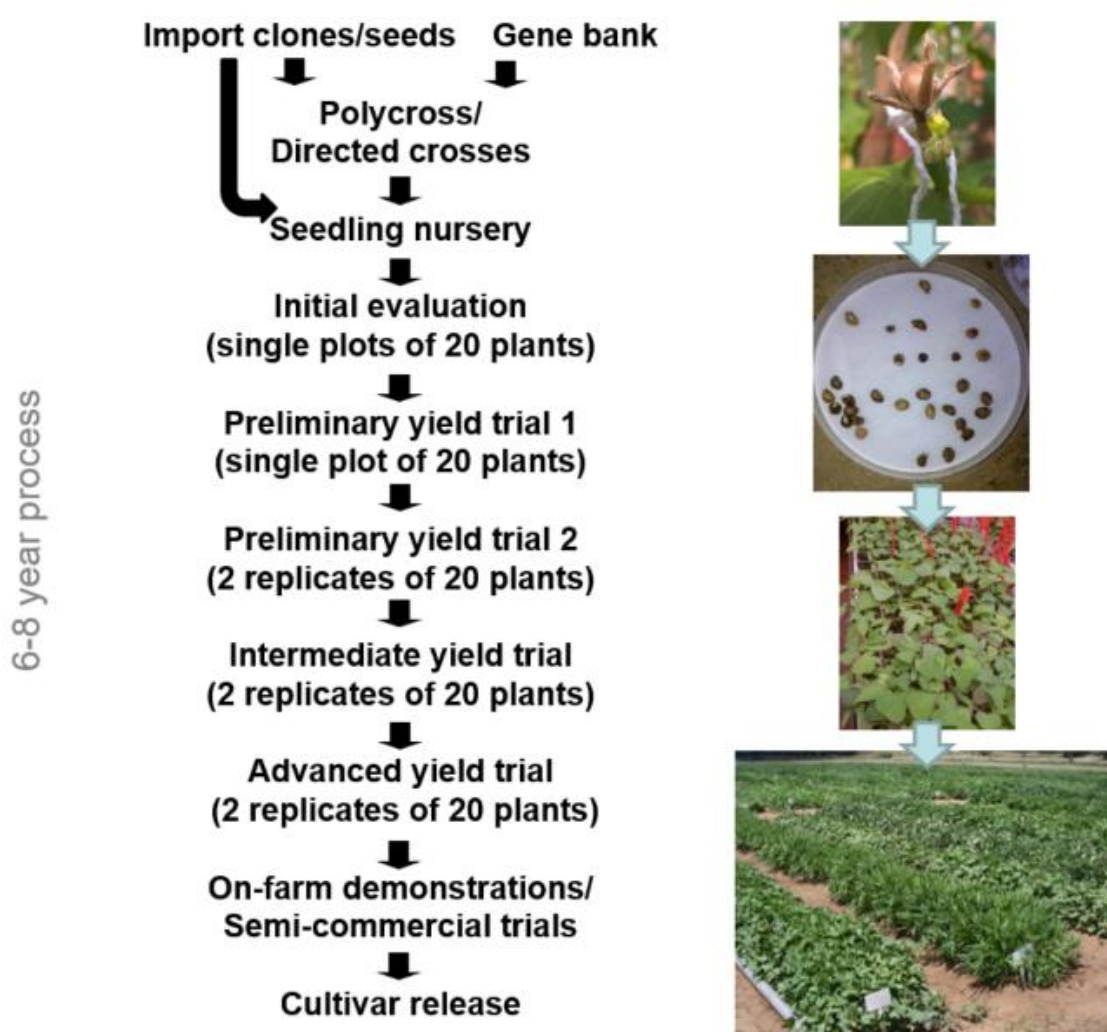 Import clones/seeds Gene bank
Polycross/
Directed crosses
Seedling nursery
Initial evaluation
(single plots of 20 plants)
Preliminary yield trial 1
(single plot of 20 plants)
Preliminary yield trial 2
(2 replicates of 20 plants)
Intermediate yield trial
(2 replicates of 20 plants)
Advanced yield trial
(2 replicates of 20 plants)
On-farm demonstrations/
Semi-commercial trials
Cultivar release
6-8 year process